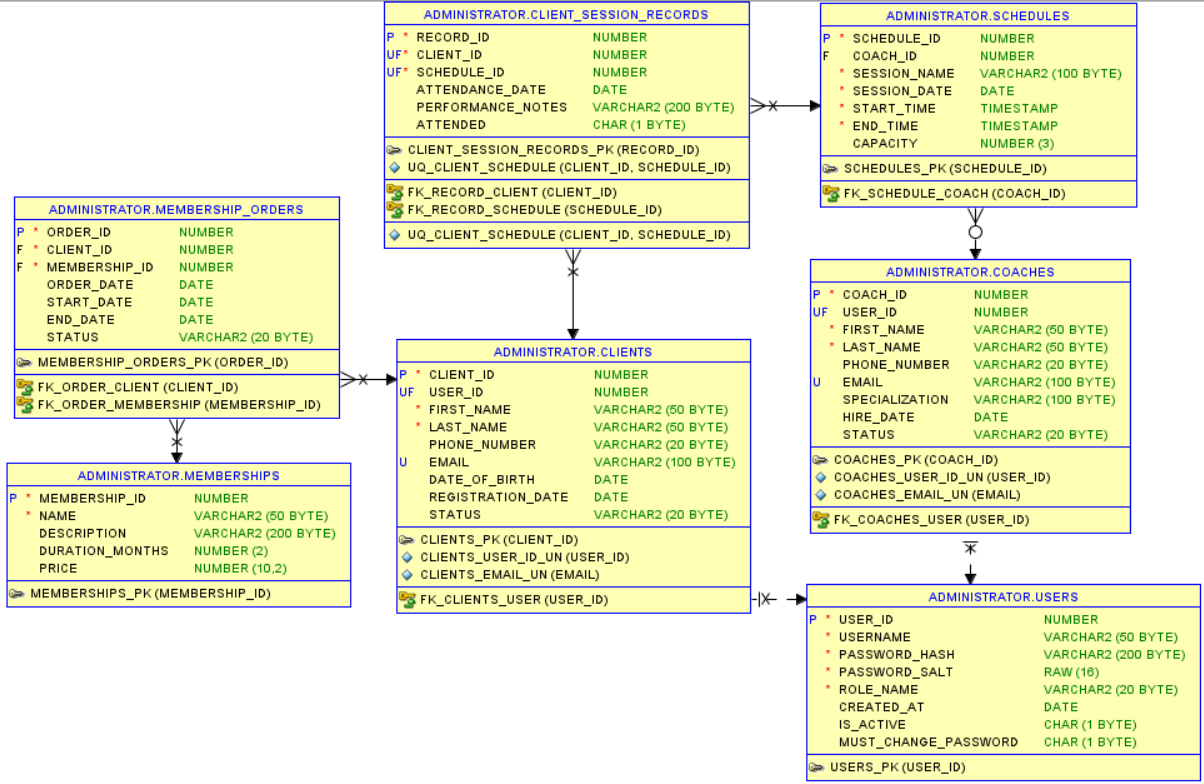 ADMINISTRATOR.CLIENT_SESSION_RECORDS
P * RECORD_ID NUMBER
UF* CLIENT_ID NUMBER
UF* SCHEDULE_ID NUMBER
ATTENDANCE_DATE DATE
PERFORMANCE_NOTES VARCHAR2 (200 BYTE)
ATTENDED CHAR (1 BYTE)
CLIENT_SESSION_RECORDS_PK (RECORD_ID)
UQ_CLIENT_SCHEDULE (CLIENT_ID, SCHEDULE_ID)
FK_RECORD_CLIENT (CLIENT_ID)
FK_RECORD_SCHEDULE (SCHEDULE_ID)
UQ_CLIENT_SCHEDULE (CLIENT_ID, SCHEDULE_ID)
ADMINISTRATOR.SCHEDULES
P * SCHEDULE_ID NUMBER
F COACH_ID NUMBER
* SESSION_NAME VARCHAR2 (100 BYTE)
* SESSION_DATE DATE
* START_TIME TIMESTAMP
* END_TIME TIMESTAMP
CAPACITY NUMBER (3)
SCHEDULES_PK (SCHEDULE_ID)
FK_SCHEDULE_COACH (COACH_ID)
ADMINISTRATOR.MEMBERSHIP_ORDERS
P * ORDER_ID NUMBER
F * CLIENT_ID NUMBER
F * MEMBERSHIP_ID NUMBER
ORDER_DATE DATE
START_DATE DATE
END_DATE DATE
STATUS VARCHAR2 (20 BYTE)
MEMBERSHIP_ORDERS_PK (ORDER_ID)
FK_ORDER_CLIENT (CLIENT_ID)
FK_ORDER_MEMBERSHIP (MEMBERSHIP_ID)
ADMINISTRATOR.COACHES
P * COACH_ID NUMBER
UF USER_ID NUMBER
* FIRST_NAME VARCHAR2 (50 BYTE)
* LAST_NAME VARCHAR2 (50 BYTE)
PHONE_NUMBER VARCHAR2 (20 BYTE)
U EMAIL VARCHAR2 (100 BYTE)
SPECIALIZATION VARCHAR2 (100 BYTE)
HIRE_DATE DATE
STATUS VARCHAR2 (20 BYTE)
COACHES_PK (COACH_ID)
COACHES_USER_ID_UN (USER_ID)
COACHES_EMAIL_UN (EMAIL)
FK_COACHES_USER (USER_ID)
ADMINISTRATOR.CLIENTS
P * CLIENT_ID NUMBER
UF USER_ID NUMBER
* FIRST_NAME VARCHAR2 (50 BYTE)
* LAST_NAME VARCHAR2 (50 BYTE)
PHONE_NUMBER VARCHAR2 (20 BYTE)
U EMAIL VARCHAR2 (100 BYTE)
DATE_OF_BIRTH DATE
REGISTRATION_DATE DATE
STATUS VARCHAR2 (20 BYTE)
CLIENTS_PK (CLIENT_ID)
CLIENTS_USER_ID_UN (USER_ID)
CLIENTS_EMAIL_UN (EMAIL)
FK_CLIENTS_USER (USER_ID)
ADMINISTRATOR.MEMBERSHIPS
P * MEMBERSHIP_ID NUMBER
* NAME VARCHAR2 (50 BYTE)
DESCRIPTION VARCHAR2 (200 BYTE)
DURATION_MONTHS NUMBER (2)
PRICE NUMBER (10,2)
MEMBERSHIPS_PK (MEMBERSHIP_ID)
ADMINISTRATOR.USERS
P * USER_ID NUMBER
* USERNAME VARCHAR2 (50 BYTE)
* PASSWORD_HASH VARCHAR2 (200 BYTE)
* PASSWORD_SALT RAW (16)
* ROLE_NAME VARCHAR2 (20 BYTE)
CREATED_AT DATE
IS_ACTIVE CHAR (1 BYTE)
MUST_CHANGE_PASSWORD CHAR (1 BYTE)
USERS_PK (USER_ID)